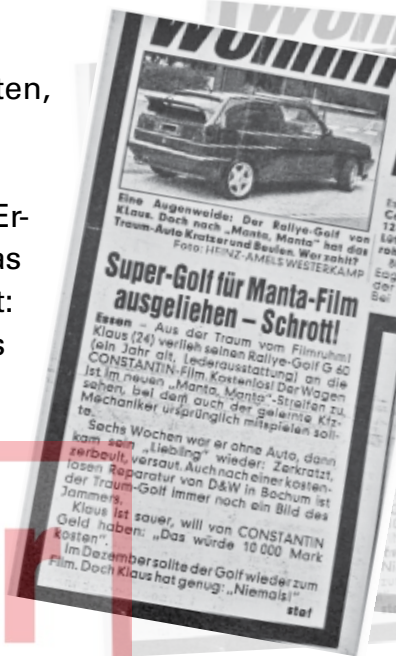 ten,
Er-
as
t:
s
Eine Augenweide: Der Rallye-Golf von
Klaus. Doch nach „Manta, Manta“ hat das
Traum-Auto Kratzer und Beulen. Wer zahlt?
Foto: HEINZ-AMELS WESTERKAMP
Super-Golf für Manta-Film
ausgeliehen – Schrott!
Essen – Aus der Traum vom Filmruhm!
Klaus (24) verlieh seinen Rallye-Golf G 60
(ein Jahr alt, Lederausstattung) an die
CONSTANTIN-Film. Kostenlos! Der Wagen
ist im neuen „Manta, Manta“-Streifen zu
sehen, bei dem auch der gelernte Kfz-
Mechaniker ursprünglich mitspielen soll-
te.
Sechs Wochen war er ohne Auto, dann
kam sein „Liebling“ wieder: Zerkratzt,
zerbeult, versaut. Auch nach einer kosten-
losen Reparatur von D&W in Bochum ist
der Traum-Golf immer noch ein Bild des
Jammers.
Klaus ist sauer, will von CONSTANTIN
Geld haben: „Das würde 10 000 Mark
kosten“.
Im Dezember sollte der Golf wieder zum
Film. Doch Klaus hat genug: „Niemals!“
stef